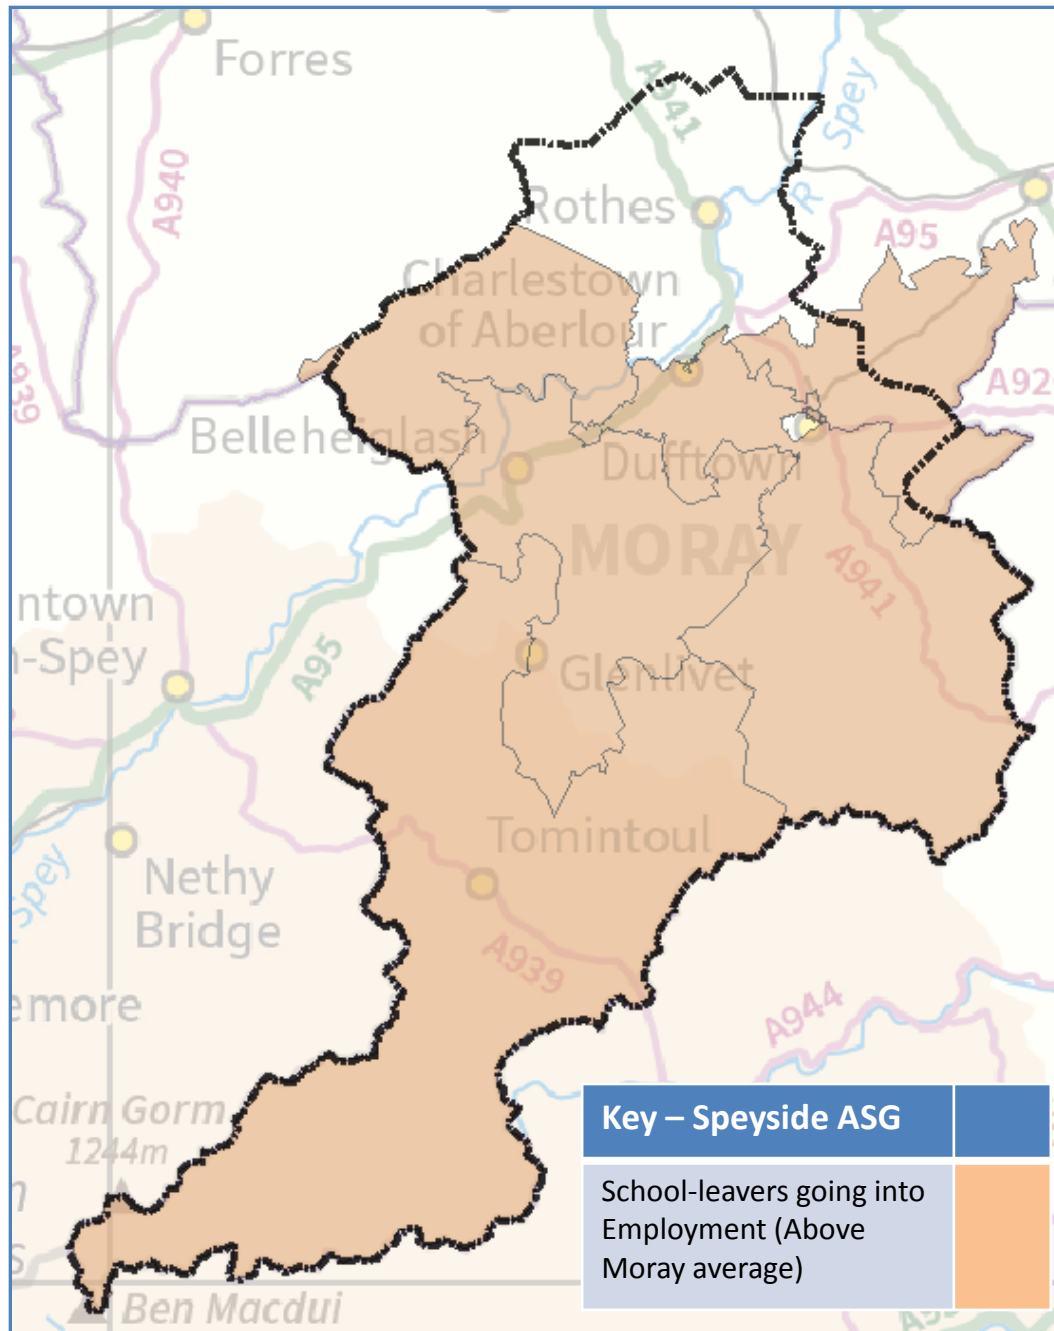 Forres
A941
Spey
A940
R
Rothes
A95
Charlestown
of Aberlour
A939
A92
Belleheiglash
Dufftown
MORAY
A941
ntown
n-Spey
A95
Glenlivet
Tomintoul
Spey
Nethy
Bridge
A939
emore
A944
Cairn Gorm
1244m
Key – Speyside ASG
School-leavers going into
Employment (Above
Moray average)
Ben Macdui